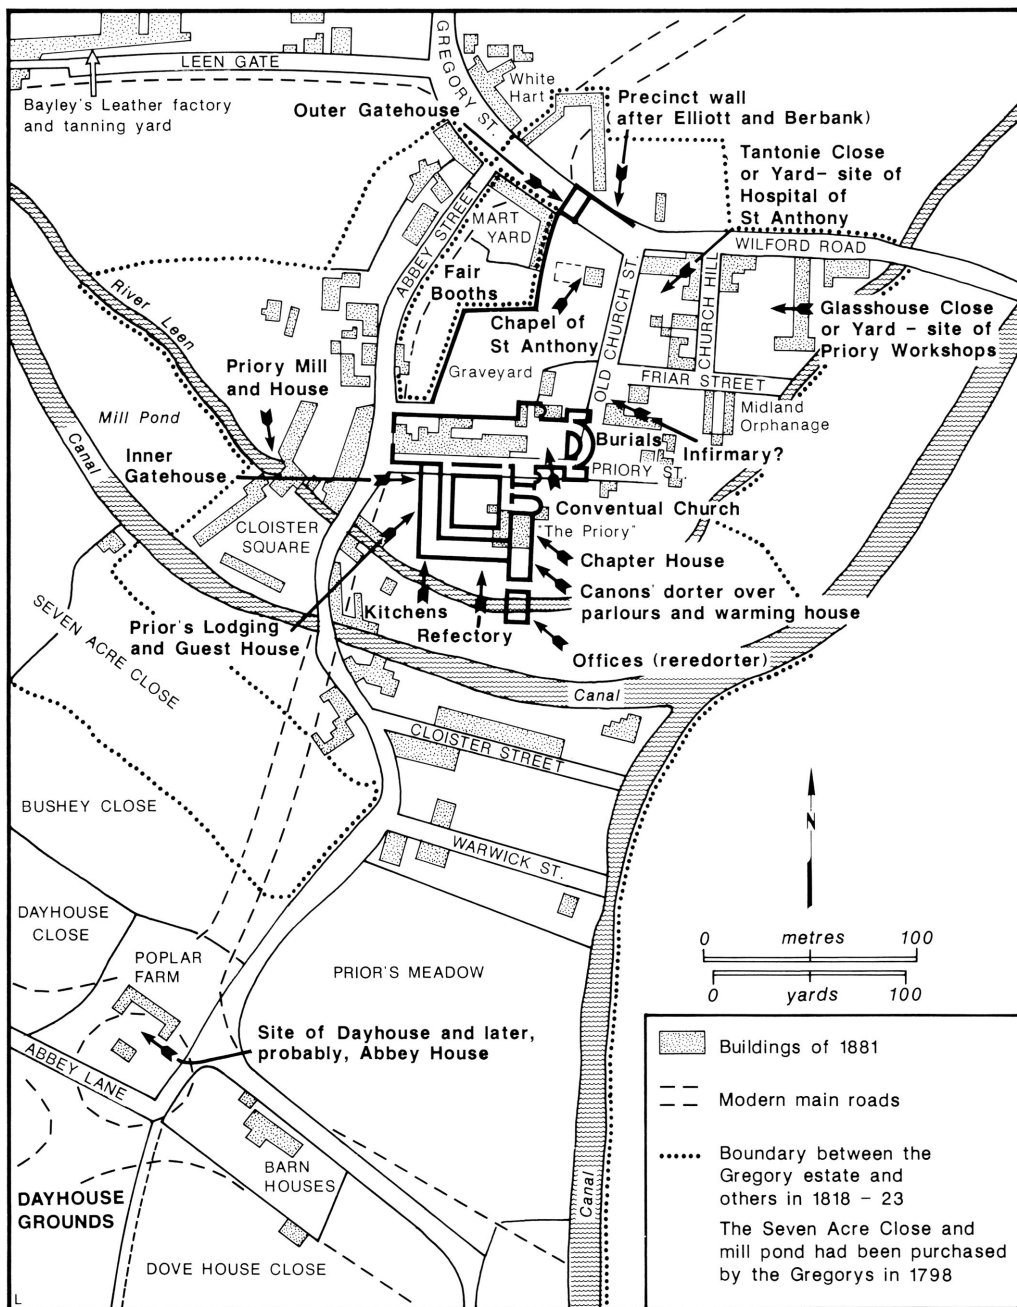 LEEN GATE
GREGORY ST.
White
Hart
Bayley's Leather factory
and tanning yard
Outer Gatehouse
Precinct wall
(after Elliott and Berbank)
Tantonie Close
or Yard – site of
Hospital of
St Anthony
WILFORD ROAD
ABBEY STREET
MART
YARD
Fair
Booths
Chapel of
St Anthony
Graveyard
OLD CHURCH ST.
CHURCH HILL
Glasshouse Close
or Yard – site of
Priory Workshops
FRIAR STREET
Midland
Orphanage
River
Leen
Priory Mill
and House
Mill Pond
Canal
Inner
Gatehouse
Burials
Infirmary?
PRIORY ST.
Conventual Church
"The Priory"
CLOISTER
SQUARE
Chapter House
Canons' dorter over
parlours and warming house
Kitchens
Refectory
Prior's Lodging
and Guest House
Offices (reredorter)
SEVEN ACRE CLOSE
Canal
CLOISTER STREET
BUSHEY CLOSE
WARWICK ST.
N
DAYHOUSE
CLOSE
POPLAR
FARM
PRIOR'S MEADOW
0 metres 100
0 yards 100
Site of Dayhouse and later,
probably, Abbey House
ABBEY LANE
BARN
HOUSES
DAYHOUSE
GROUNDS
DOVE HOUSE CLOSE
Canal
Buildings of 1881
Modern main roads
Boundary between the
Gregory estate and
others in 1818 – 23
The Seven Acre Close and
mill pond had been purchased
by the Gregorys in 1798
L